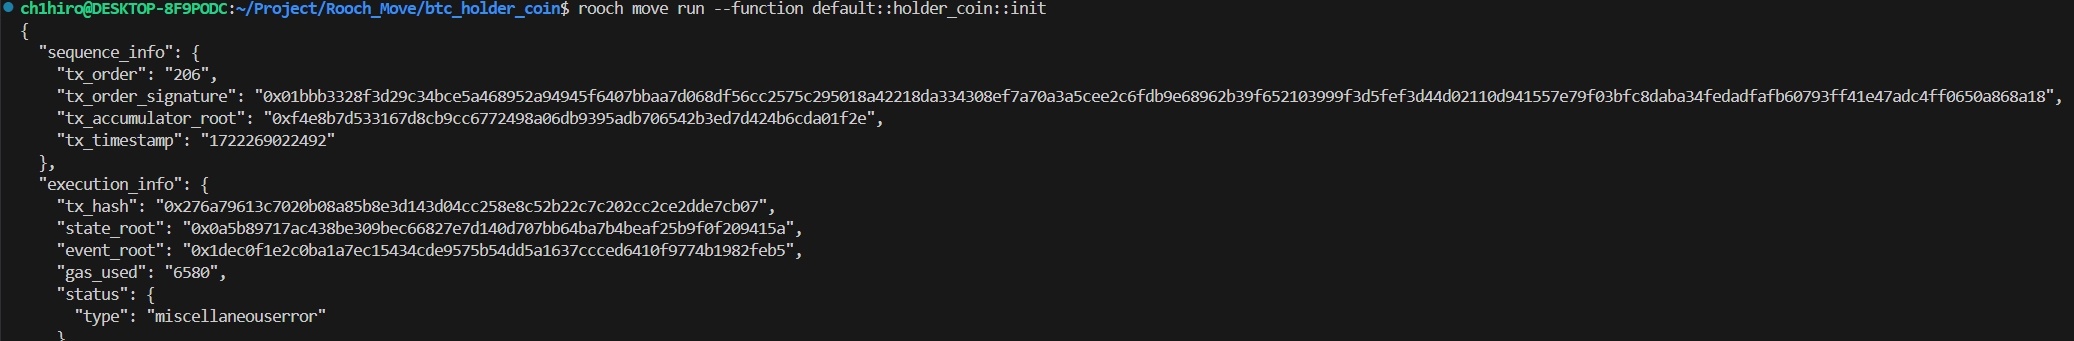 ch1hiro@DESKTOP-8F9PODC:~/Project/Rooch_Move/btc_holder_coin$ rooch move run --function default::holder_coin::init
{
  "sequence_info": {
    "tx_order": "206",
    "tx_order_signature": "0x01bbb3328f3d29c34bce5a468952a94945f6407bbaa7d068df56cc2575c295018a42218da334308ef7a70a3a5cee2c6fdb9e68962b39f652103999f3d5fef3d44d02110d941557e79f03bfc8daba34fedadfafb60793ff41e47adc4ff0650a868a18",
    "tx_accumulator_root": "0xf4e8b7d533167d8cb9cc6772498a06db9395adb706542b3ed7d424b6cda01f2e",
    "tx_timestamp": "1722269022492"
  },
  "execution_info": {
    "tx_hash": "0x276a79613c7020b08a85b8e3d143d04cc258e8c52b22c7c202cc2ce2dde7cb07",
    "state_root": "0x0a5b89717ac438be309bec66827e7d140d707bb64ba7b4beaf25b9f0f209415a",
    "event_root": "0x1dec0f1e2c0ba1a7ec15434cde9575b54dd5a1637ccced6410f9774b1982feb5",
    "gas_used": "6580",
    "status": {
      "type": "miscellaneouserror"
    }